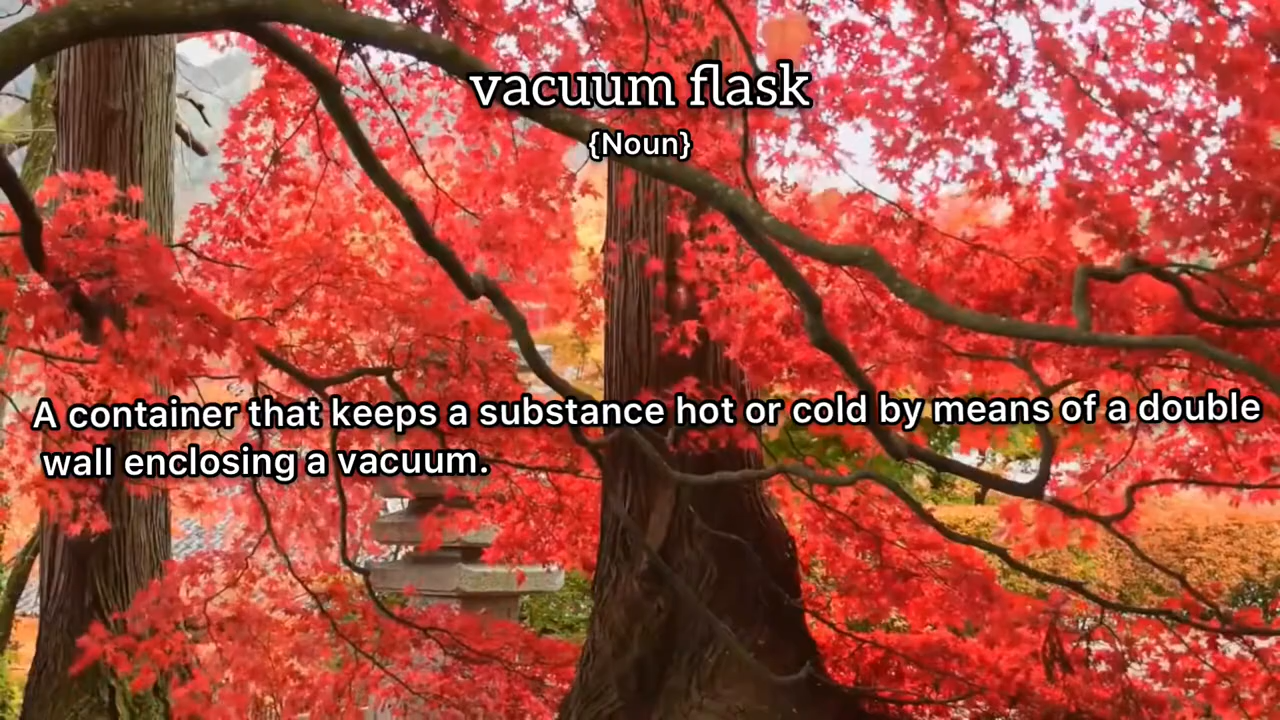 vacuum flask
{Noun}
A container that keeps a substance hot or cold by means of a double
wall enclosing a vacuum.